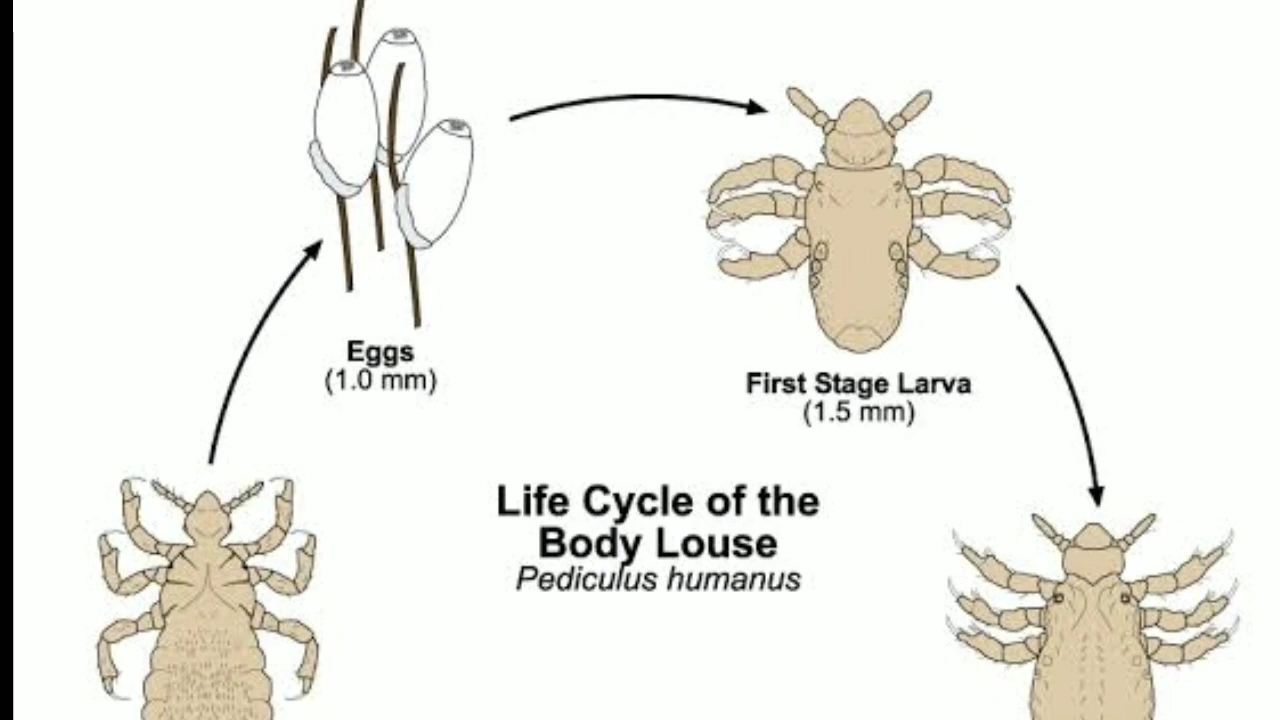 Eggs
(1.0 mm)
First Stage Larva
(1.5 mm)
Life Cycle of the
Body Louse
Pediculus humanus